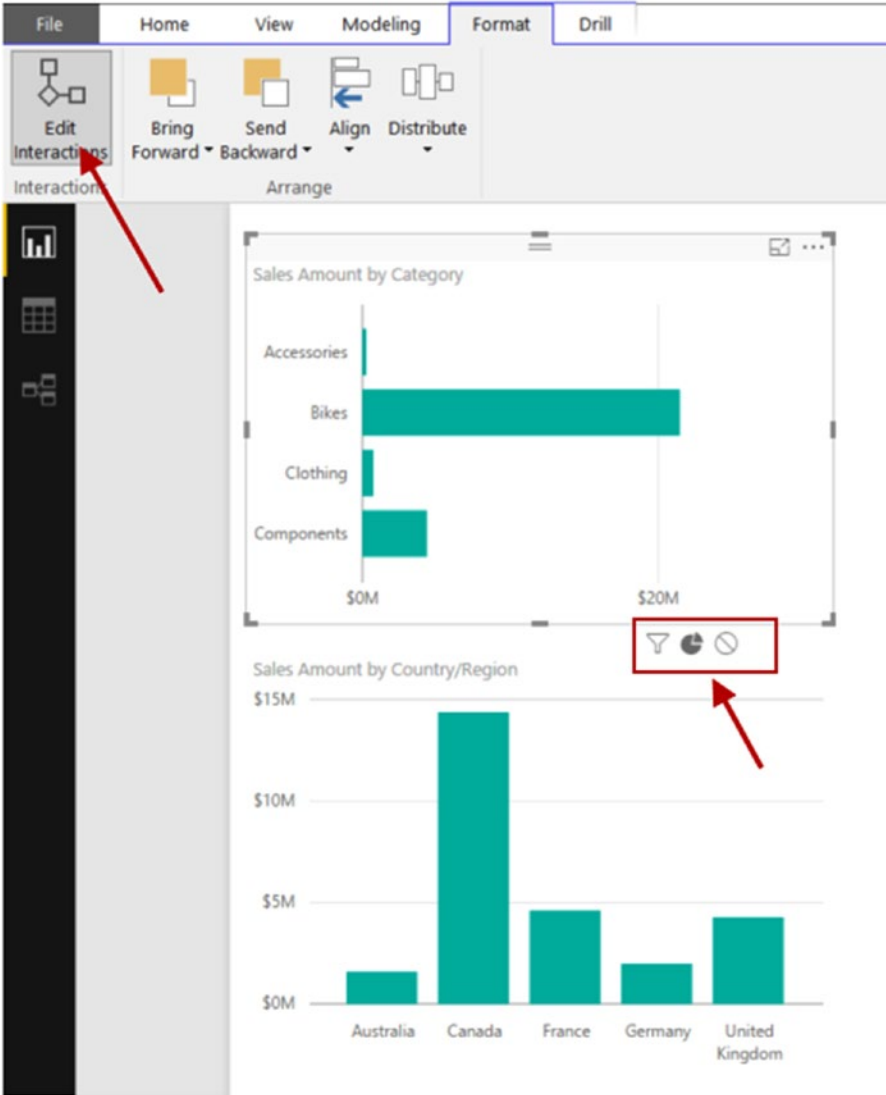 File Home View Modeling Format Drill
Edit Bring Send Align Distribute
Interactions Forward Backward
Interactions Arrange
Sales Amount by Category
Accessories
Bikes
Clothing
Components
$0M $20M
Sales Amount by Country/Region
$15M
$10M
$5M
$0M
Australia Canada France Germany United
Kingdom